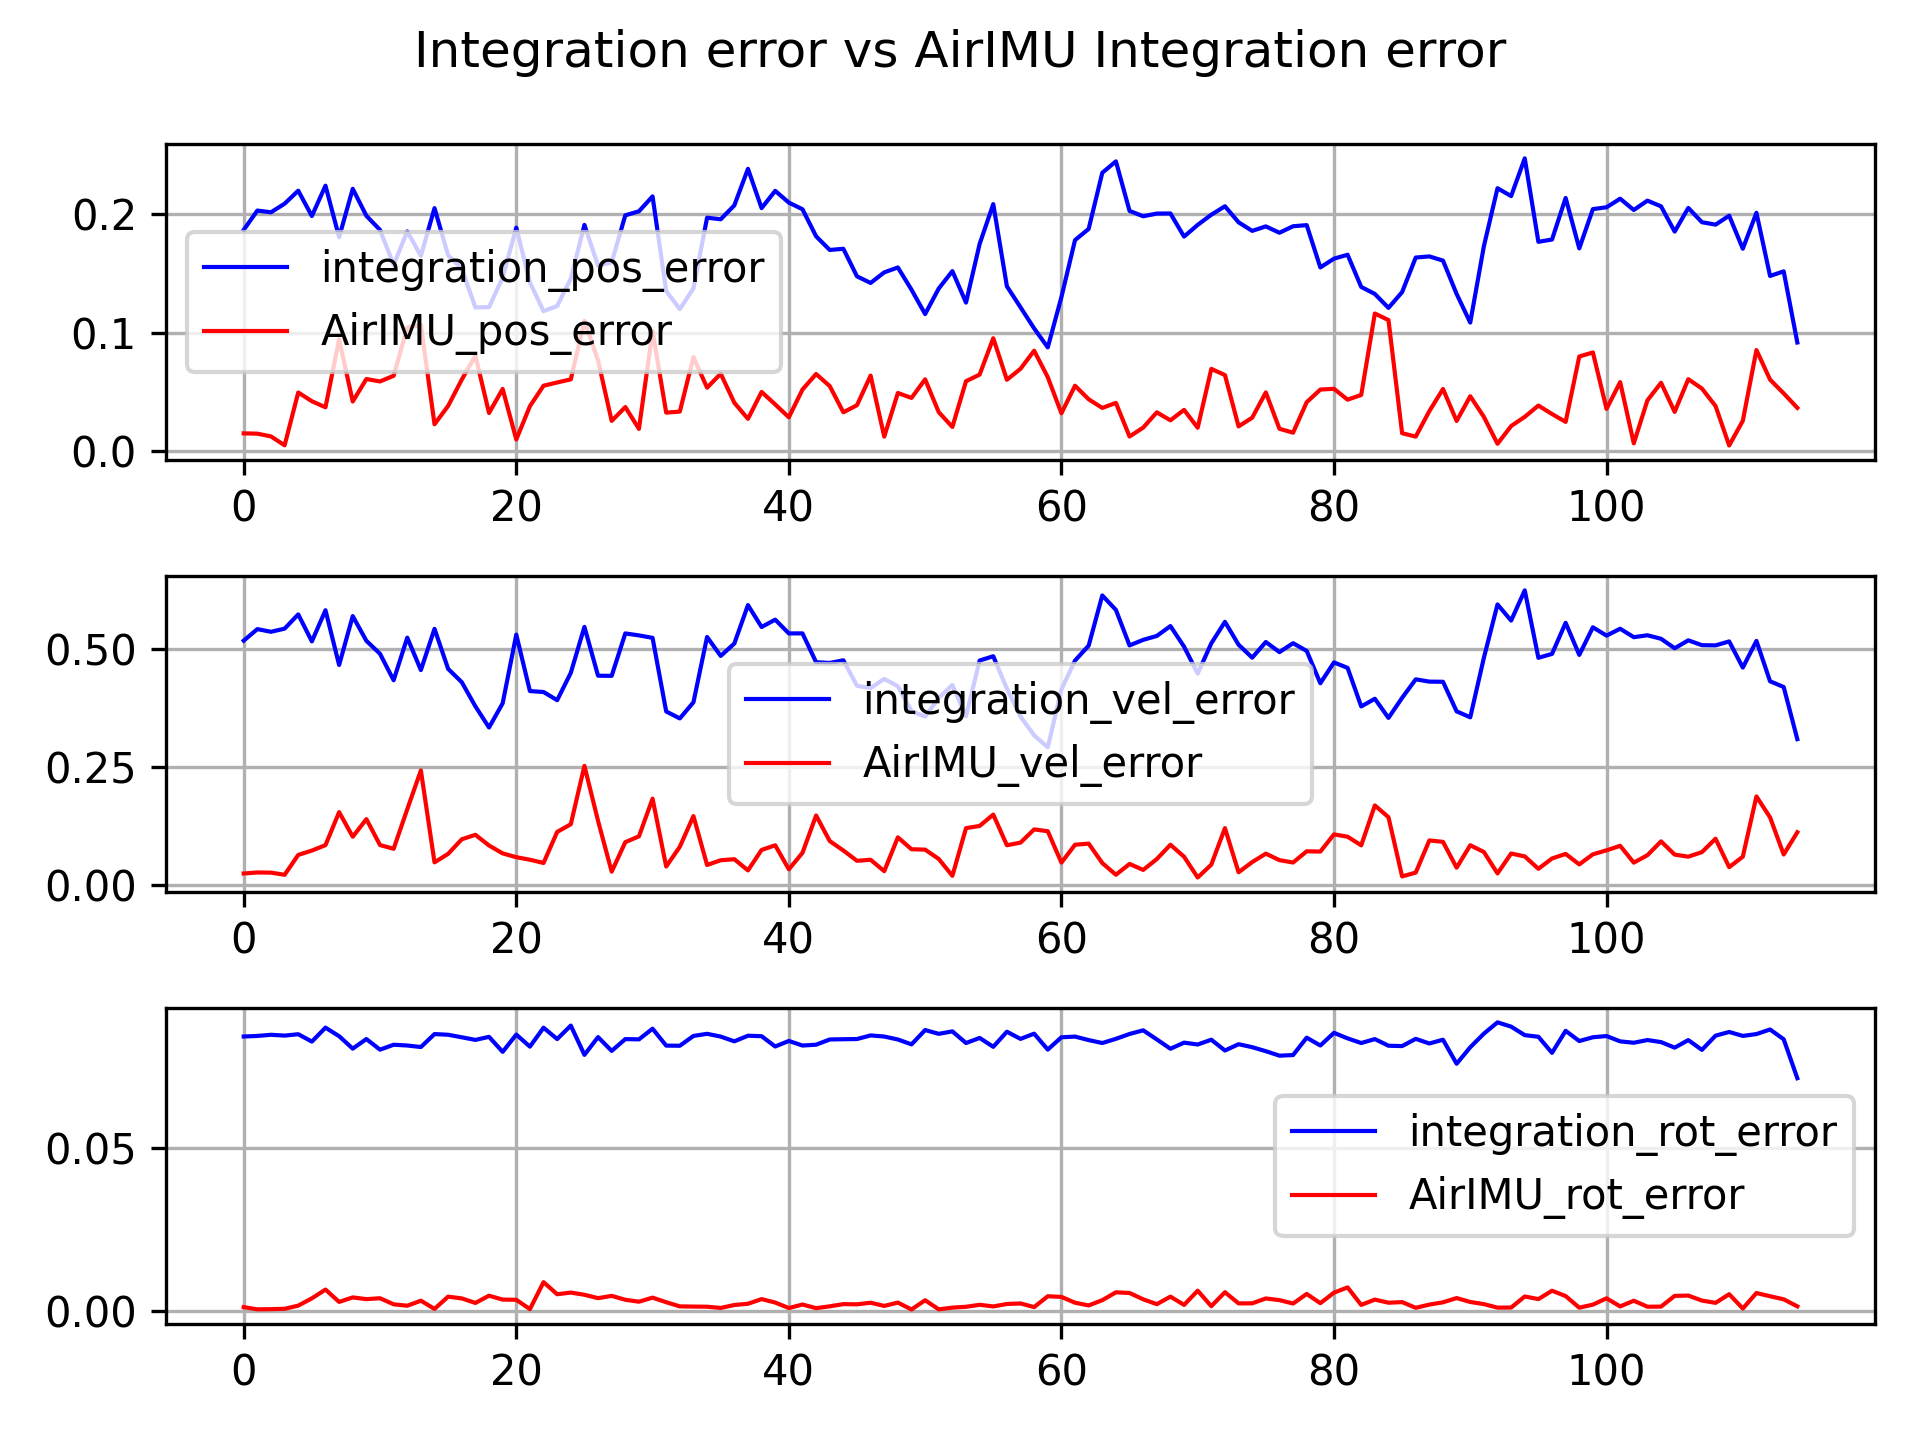 Integration error vs AirIMU Integration error
0.2
0.1
0.0
integration_pos_error
AirIMU_pos_error
0 20 40 60 80 100
0.50
0.25
0.00
integration_vel_error
AirIMU_vel_error
0 20 40 60 80 100
0.05
0.00
integration_rot_error
AirIMU_rot_error
0 20 40 60 80 100